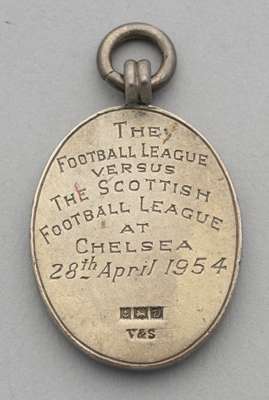 THE
FOOTBALL LEAGUE
VERSUS
THE SCOTTISH
FOOTBALL LEAGUE
AT
CHELSEA
28th April 1954
V&S